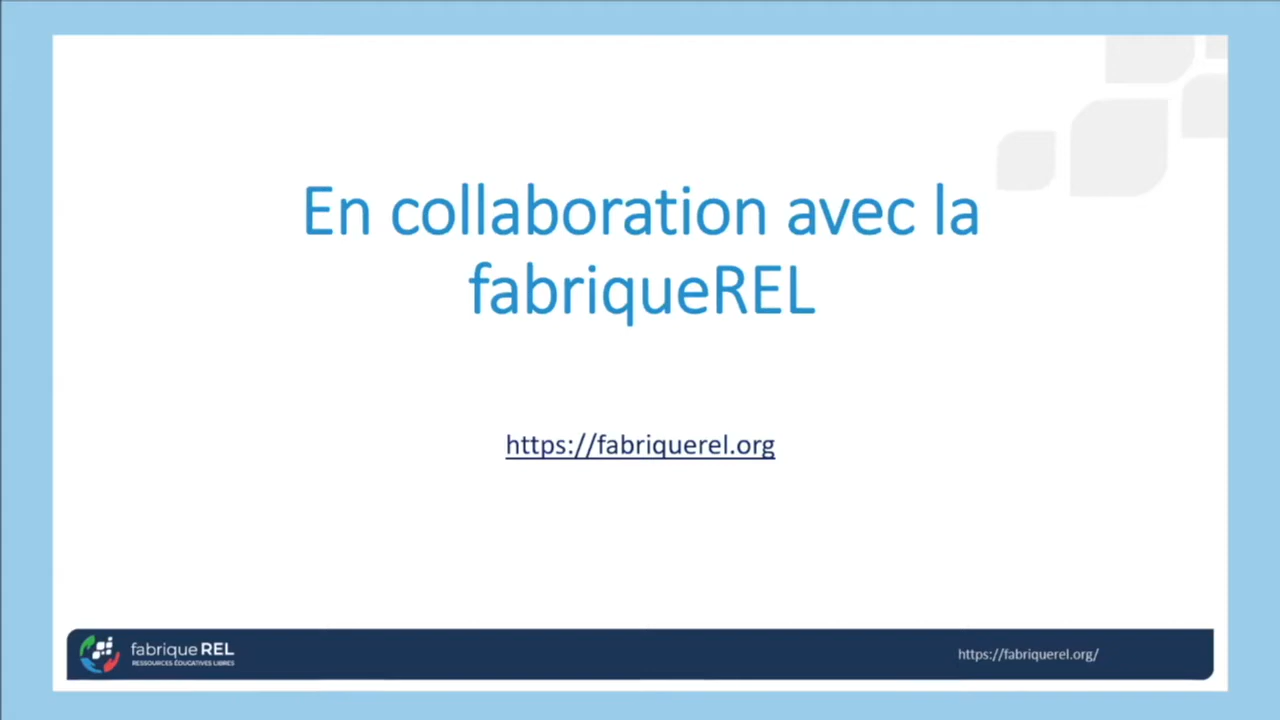 En collaboration avec la
fabriqueREL
https://fabriquerel.org
fabrique REL
RESSOURCES ÉDUCATIVES LIBRES
https://fabriquerel.org/